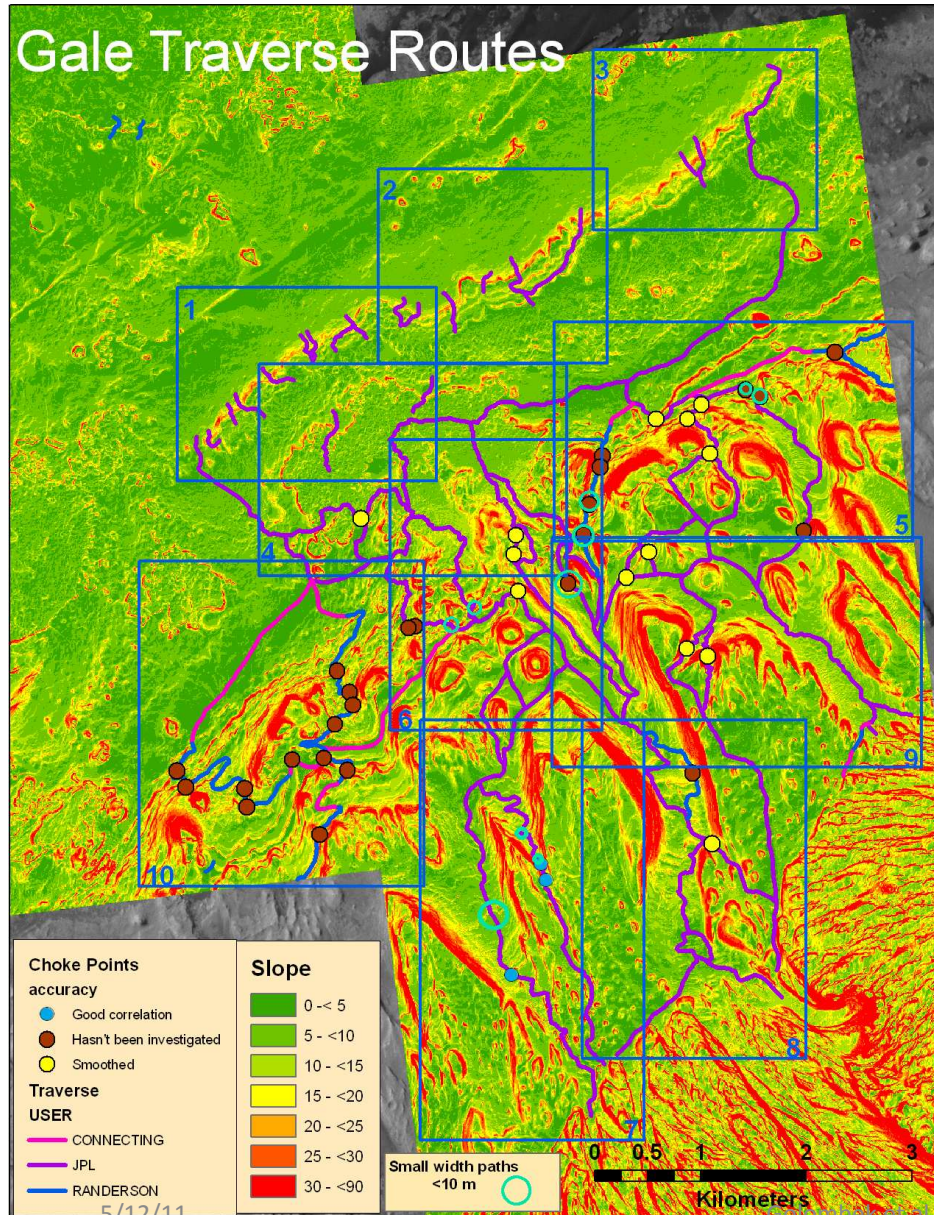 Gale Traverse Routes
3
2
1
5
4
6
9
10
8
7
Choke Points
accuracy
Good correlation
Hasn't been investigated
Smoothed
Traverse
USER
CONNECTING
JPL
RANDERSON
Slope
0 -< 5
5 - <10
10 - <15
15 - <20
20 - <25
25 - <30
30 - <90
Small width paths
<10 m
0 0.5 1 2 3
Kilometers
5/12/11
et al